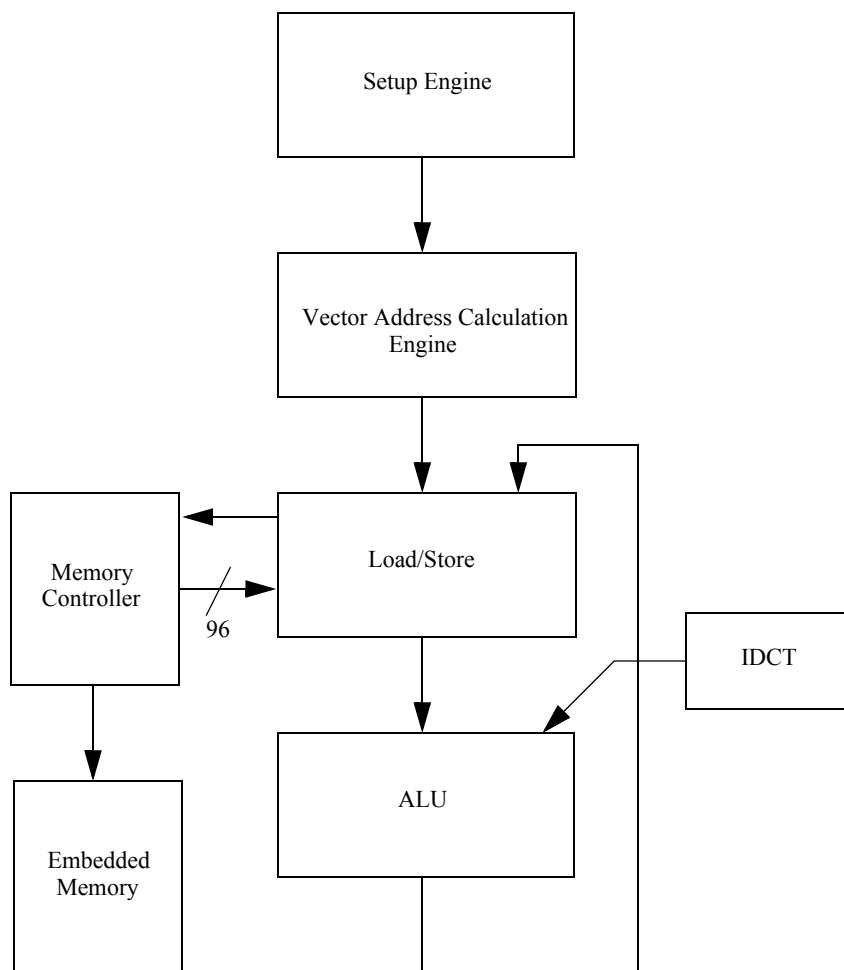 Setup Engine
Vector Address Calculation
Engine
Load/Store
Memory
Controller
96
IDCT
ALU
Embedded
Memory